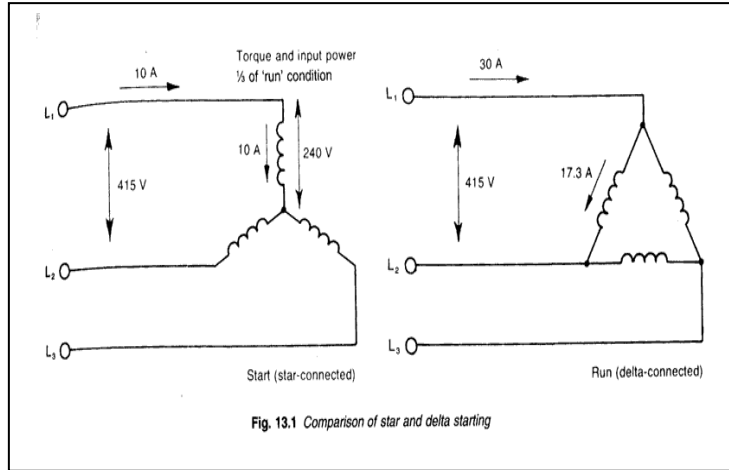 Torque and input power
⅓ of 'run' condition
10 A
L₁
10 A
240 V
415 V
L₂
L₃
Start (star-connected)
30 A
L₁
415 V
17.3 A
L₂
L₃
Run (delta-connected)
Fig. 13.1 Comparison of star and delta starting